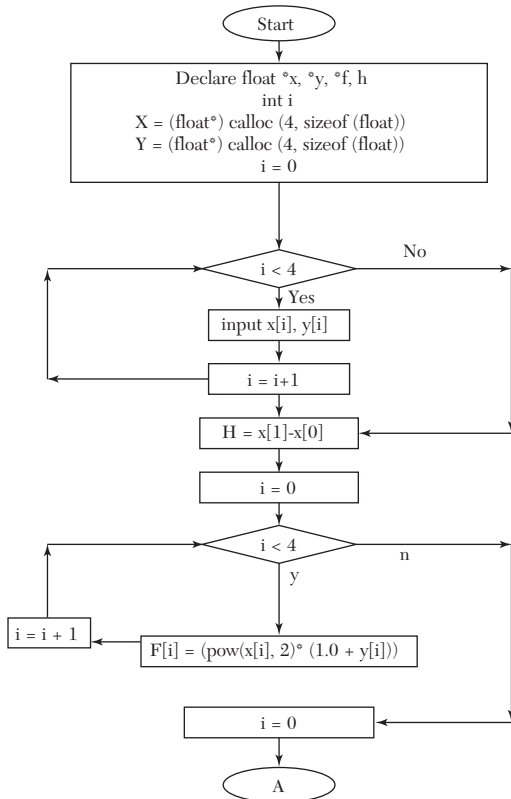 Start
Declare float *x, *y, *f, h
int i
X = (float*) calloc (4, sizeof (float))
Y = (float*) calloc (4, sizeof (float))
i = 0
i < 4
No
Yes
input x[i], y[i]
i = i+1
H = x[1]-x[0]
i = 0
i < 4
n
y
i = i + 1
F[i] = (pow(x[i], 2)* (1.0 + y[i]))
i = 0
A